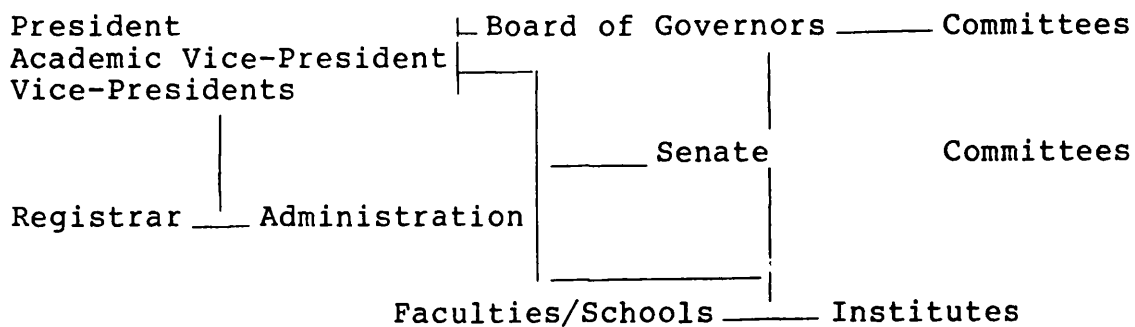 President Board of Governors Committees
Academic Vice-President
Vice-Presidents
Senate Committees
Registrar Administration
Faculties/Schools Institutes